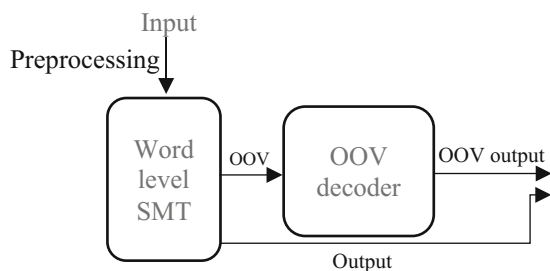 Input
Preprocessing
Word
level
SMT
OOV
OOV
decoder
OOV output
Output